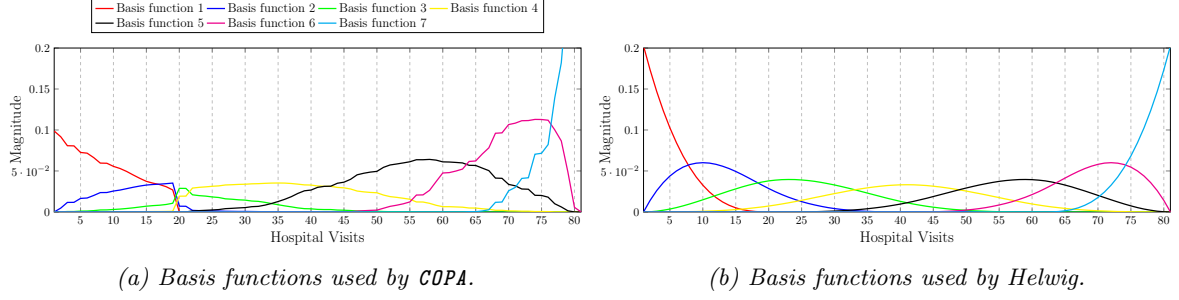 Basis function 1 Basis function 2 Basis function 3 Basis function 4
Basis function 5 Basis function 6 Basis function 7
0.2
0.15
0.1
5 · 10⁻²
0
Magnitude
5 10 15 20 25 30 35 40 45 50 55 60 65 70 75 80
Hospital Visits
(a) Basis functions used by COPA.
0.2
0.15
0.1
5 · 10⁻²
0
Magnitude
5 10 15 20 25 30 35 40 45 50 55 60 65 70 75 80
Hospital Visits
(b) Basis functions used by Helwig.